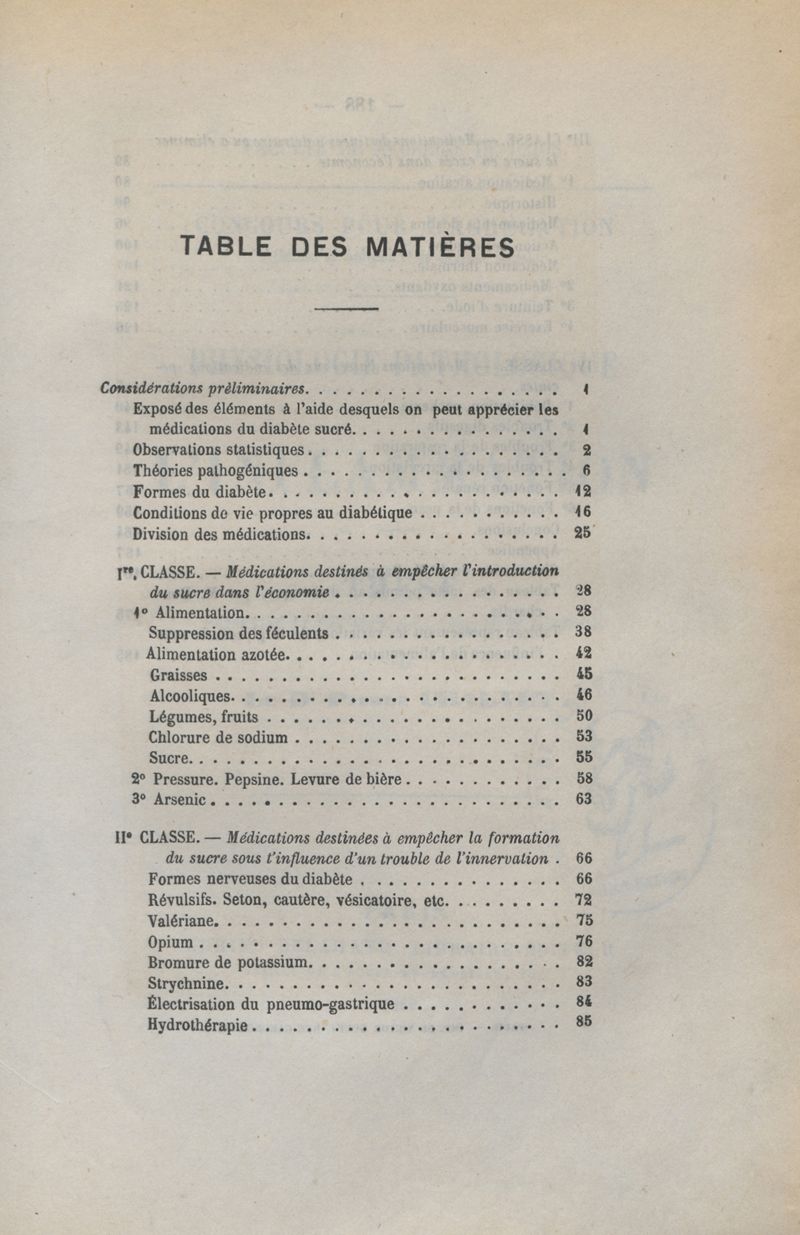 TABLE DES MATIÈRES
Considérations préliminaires. . . . . . . . . . . . . . . . . . . 1
Exposé des éléments à l'aide desquels on peut apprécier les
médications du diabète sucré. . . . . . . . . . . . . . . . 1
Observations statistiques . . . . . . . . . . . . . . . . . . . 2
Théories pathogéniques . . . . . . . . . . . . . . . . . . . . 6
Formes du diabète. . . . . . . . . . . . . . . . . . . . . . 12
Conditions de vie propres au diabétique . . . . . . . . . . . 16
Division des médications. . . . . . . . . . . . . . . . . . . 25
Ire. CLASSE. — Médications destinés à empêcher l'introduction
du sucre dans l'économie . . . . . . . . . . . . . . . . . 28
1° Alimentation. . . . . . . . . . . . . . . . . . . . . . . . 28
Suppression des féculents . . . . . . . . . . . . . . . . . 38
Alimentation azotée. . . . . . . . . . . . . . . . . . . . . 42
Graisses . . . . . . . . . . . . . . . . . . . . . . . . . . 45
Alcooliques. . . . . . . . . . . . . . . . . . . . . . . . . 46
Légumes, fruits . . . . . . . . . . . . . . . . . . . . . . 50
Chlorure de sodium . . . . . . . . . . . . . . . . . . . . 53
Sucre. . . . . . . . . . . . . . . . . . . . . . . . . . . . 55
2° Pressure. Pepsine. Levure de bière . . . . . . . . . . . . 58
3° Arsenic . . . . . . . . . . . . . . . . . . . . . . . . . . 63
IIe CLASSE. — Médications destinées à empêcher la formation
du sucre sous t'influence d'un trouble de l'innervation . 66
Formes nerveuses du diabète . . . . . . . . . . . . . . . 66
Révulsifs. Seton, cautère, vésicatoire, etc. . . . . . . . . 72
Valériane. . . . . . . . . . . . . . . . . . . . . . . . . . 75
Opium . . . . . . . . . . . . . . . . . . . . . . . . . . . 76
Bromure de potassium. . . . . . . . . . . . . . . . . . . 82
Strychnine. . . . . . . . . . . . . . . . . . . . . . . . . 83
Électrisation du pneumo-gastrique . . . . . . . . . . . . 84
Hydrothérapie . . . . . . . . . . . . . . . . . . . . . . . 85